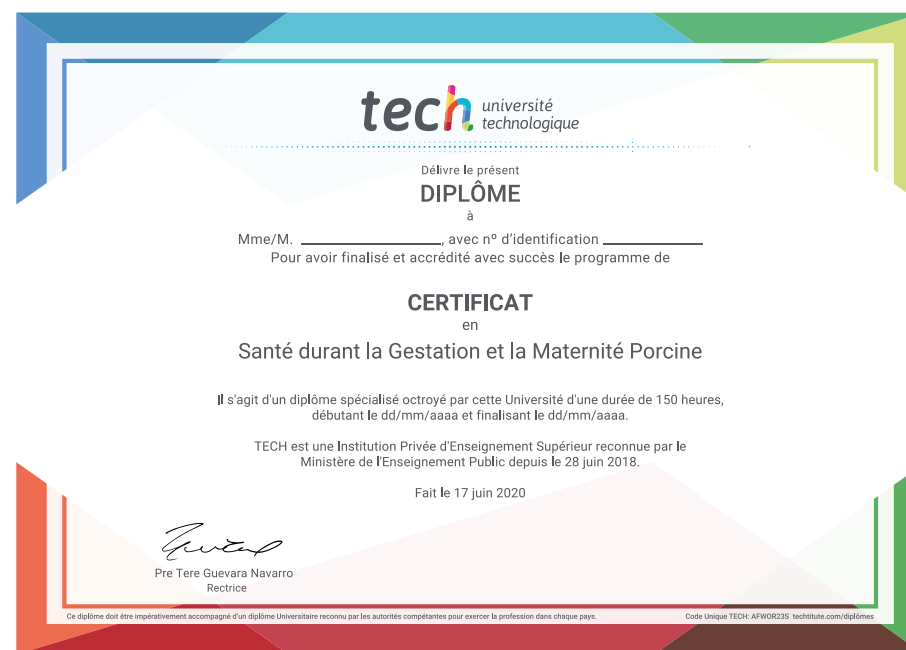 tech université
technologique
Délivre le présent
DIPLÔME
à
Mme/M. ____________________, avec nº d'identification ______________
Pour avoir finalisé et accrédité avec succès le programme de
CERTIFICAT
en
Santé durant la Gestation et la Maternité Porcine
Il s'agit d'un diplôme spécialisé octroyé par cette Université d'une durée de 150 heures,
débutant le dd/mm/aaaa et finalisant le dd/mm/aaaa.
TECH est une Institution Privée d'Enseignement Supérieur reconnue par le
Ministère de l'Enseignement Public depuis le 28 juin 2018.
Fait le 17 juin 2020
Pre Tere Guevara Navarro
Rectrice
Ce diplôme doit être impérativement accompagné d'un diplôme Universitaire reconnu par les autorités compétantes pour exercer la profession dans chaque pays. Code Unique TECH: AFWOR23S techtitute.com/diplômes